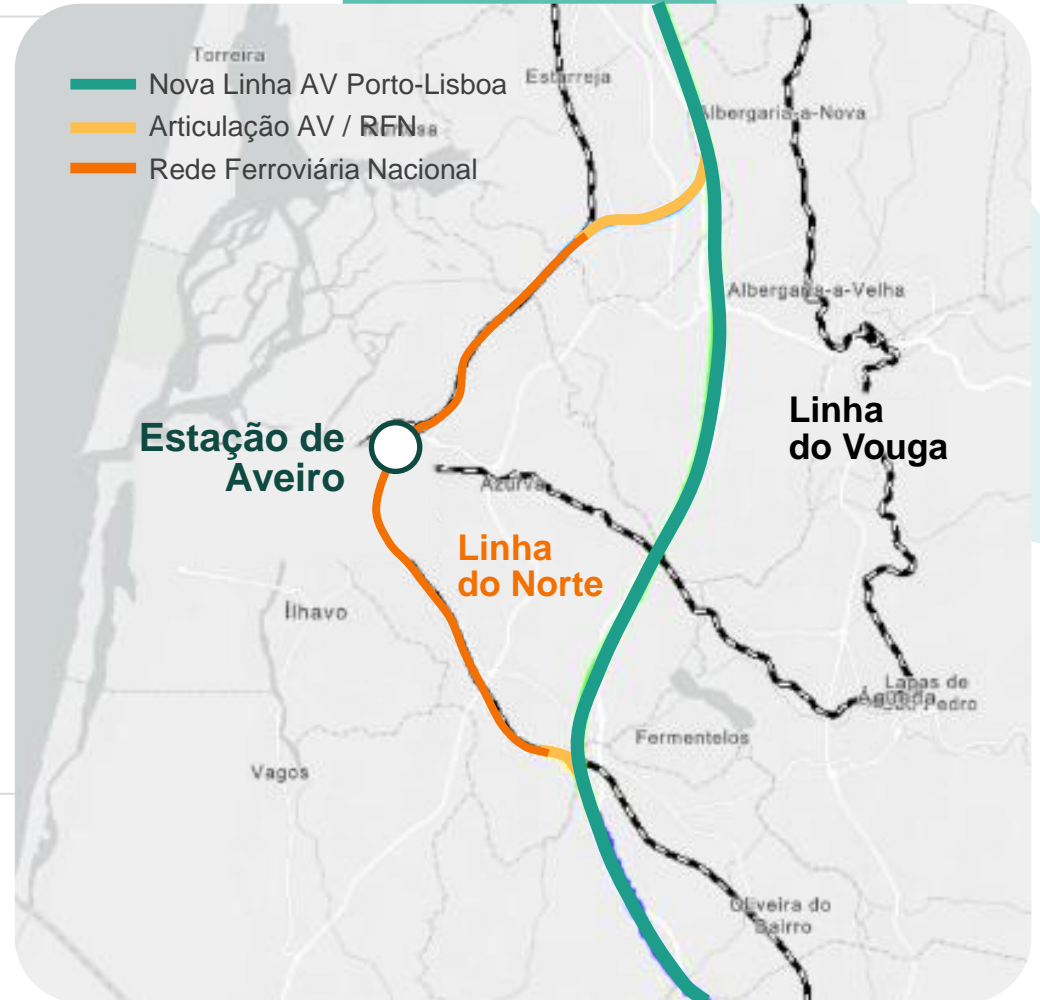 Torreira
Nova Linha AV Porto-Lisboa
Estarreja
Albergaria-a-Nova
Articulação AV / RFN
Rede Ferroviária Nacional
Albergaria-a-Velha
Linha
do Vouga
Estação de
Aveiro
Azurva
Linha
do Norte
Ílhavo
Lapas de
Pedro
Águeda
Fermentelos
Vagos
Oliveira do
Bairro